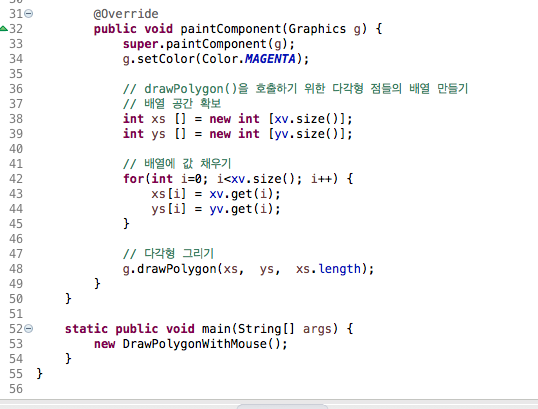 31 @Override
32 public void paintComponent(Graphics g) {
33 super.paintComponent(g);
34 g.setColor(Color.MAGENTA);
35
36 // drawPolygon()을 호출하기 위한 다각형 점들의 배열 만들기
37 // 배열 공간 확보
38 int xs [] = new int [xv.size()];
39 int ys [] = new int [yv.size()];
40
41 // 배열에 값 채우기
42 for(int i=0; i<xv.size(); i++) {
43 xs[i] = xv.get(i);
44 ys[i] = yv.get(i);
45 }
46
47 // 다각형 그리기
48 g.drawPolygon(xs, ys, xs.length);
49 }
50 }
51
52 static public void main(String[] args) {
53 new DrawPolygonWithMouse();
54 }
55 }
56